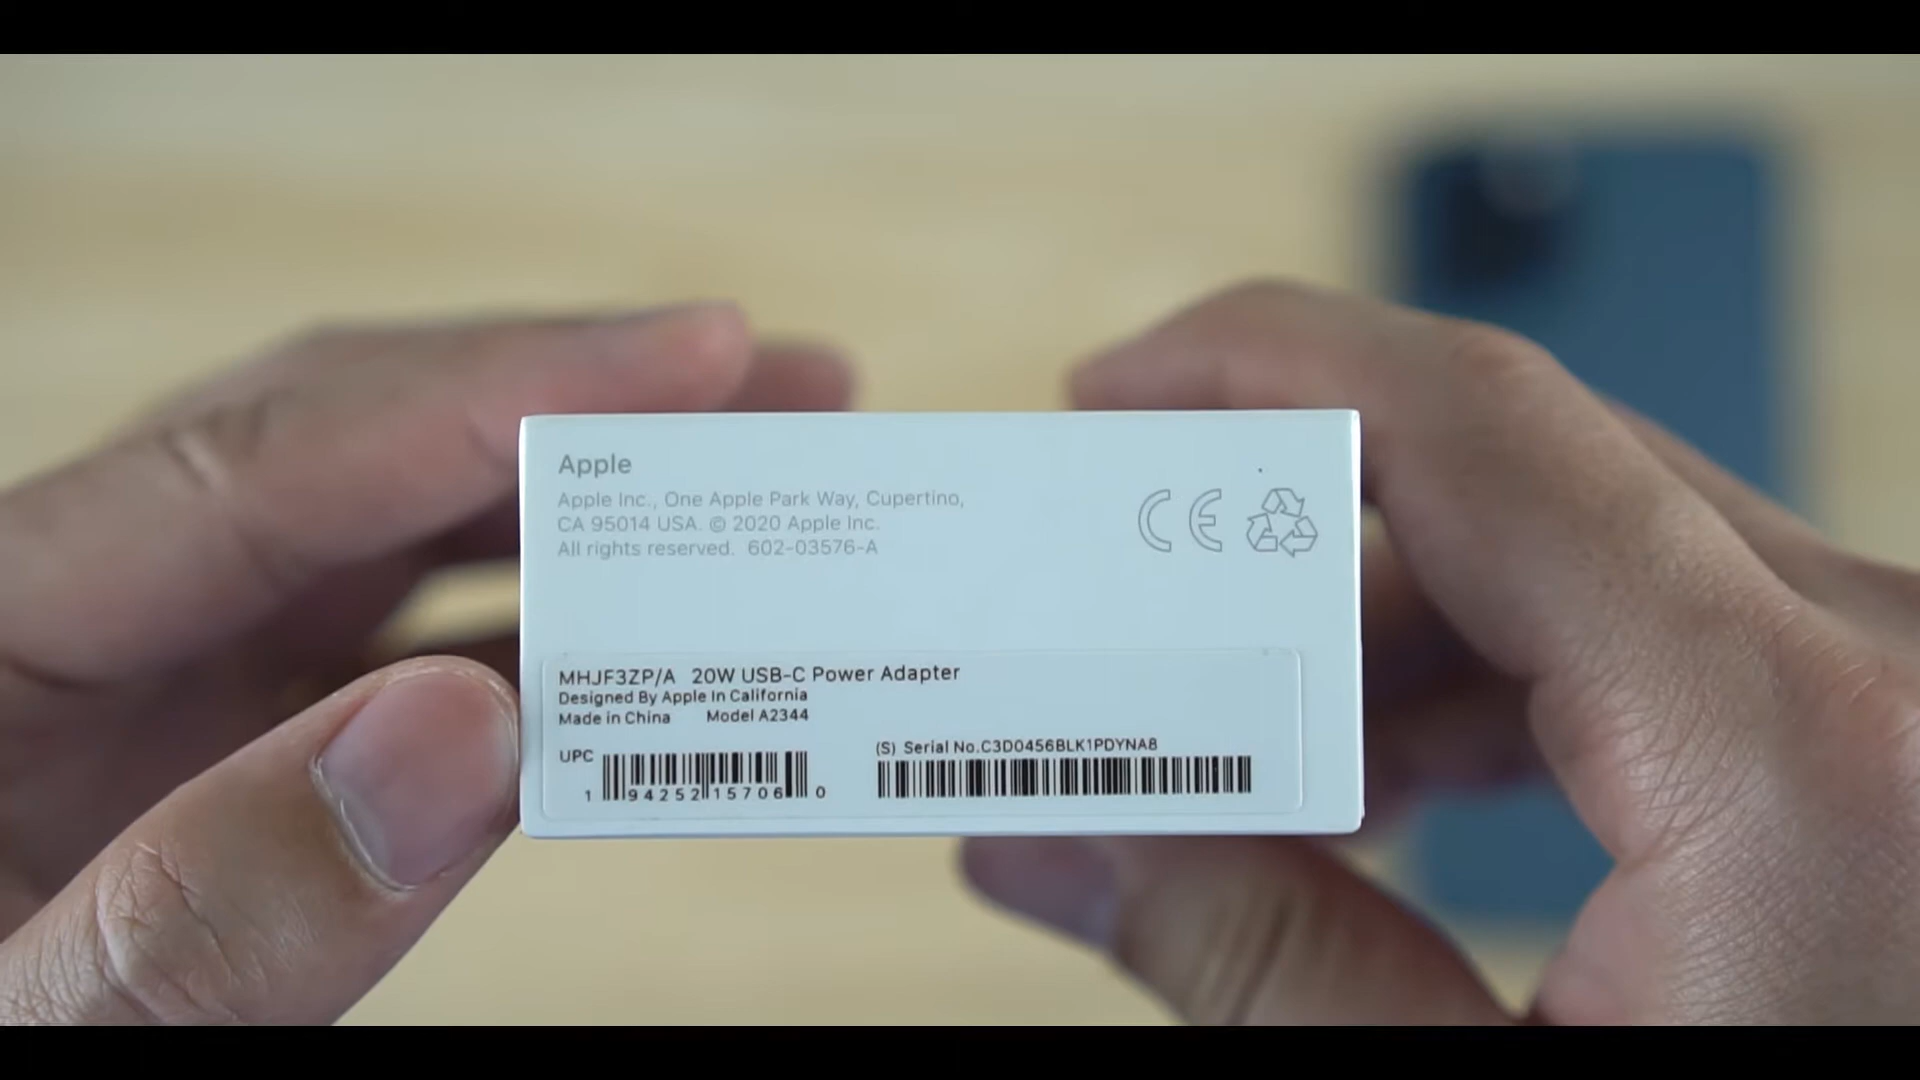 Apple
Apple Inc., One Apple Park Way, Cupertino,
CA 95014 USA. © 2020 Apple Inc.
All rights reserved. 602-03576-A
CE
MHJF3ZP/A 20W USB-C Power Adapter
Designed By Apple In California
Made in China Model A2344
UPC
1 94252 15706 0
(S) Serial No.C3D0456BLK1PDYNA8